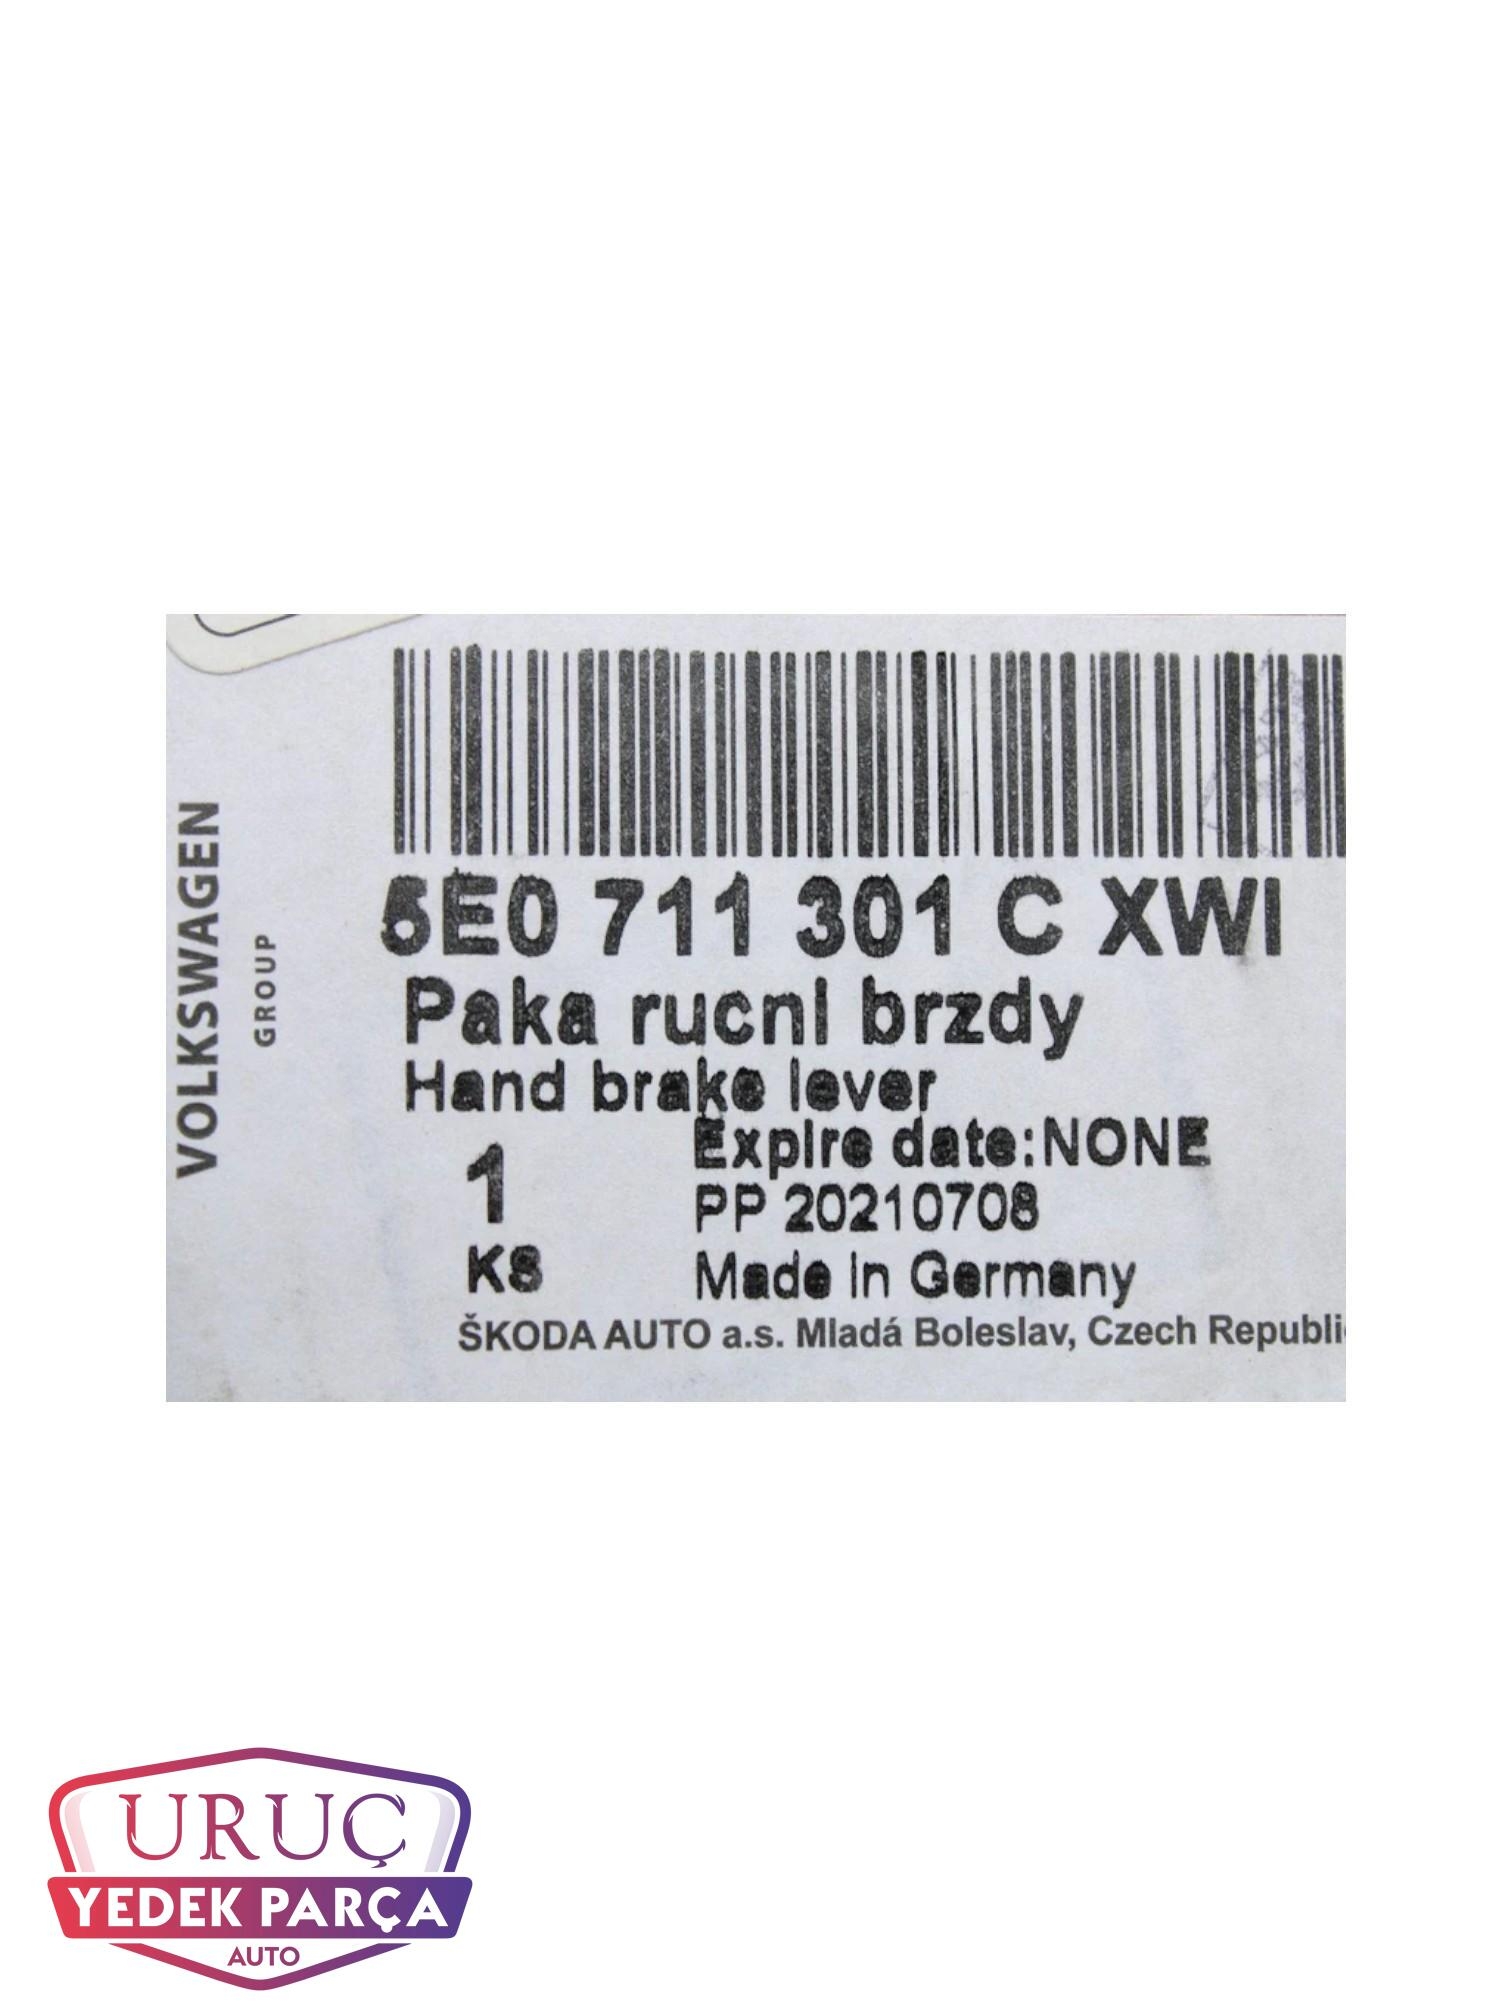 VOLKSWAGEN
GROUP
5E0 711 301 C XWI
Paka rucni brzdy
Hand brake lever
Expire date:NONE
1
PP 20210708
KS
Made in Germany
ŠKODA AUTO a.s. Mladá Boleslav, Czech Republi
URUÇ
YEDEK PARÇA
AUTO